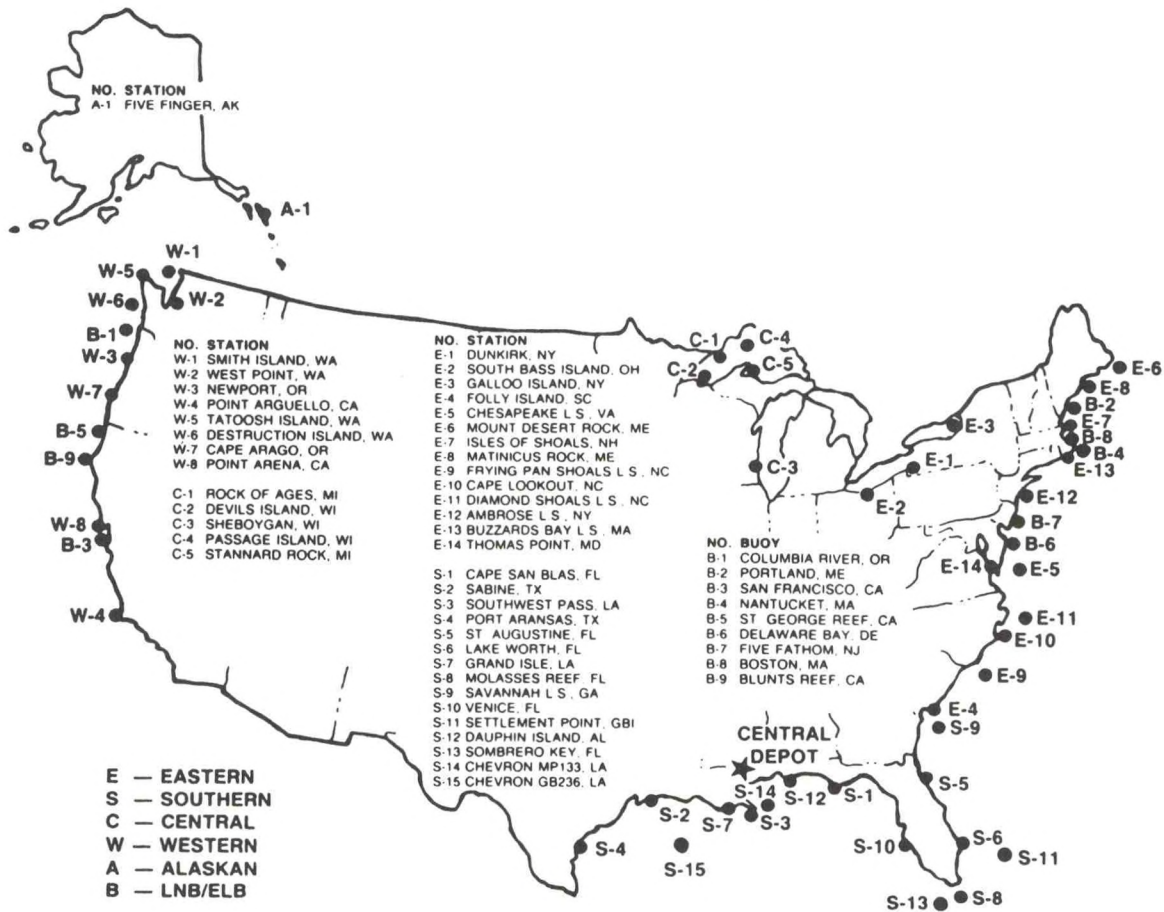 NO. STATION
A-1 FIVE FINGER, AK
A-1
W-1
W-5
W-6
W-2
B-1
W-3
W-7
B-5
B-9
W-8
B-3
W-4
NO. STATION
W-1 SMITH ISLAND, WA
W-2 WEST POINT, WA
W-3 NEWPORT, OR
W-4 POINT ARGUELLO, CA
W-5 TATOOSH ISLAND, WA
W-6 DESTRUCTION ISLAND, WA
W-7 CAPE ARAGO, OR
W-8 POINT ARENA, CA
C-1 ROCK OF AGES, MI
C-2 DEVILS ISLAND, WI
C-3 SHEBOYGAN, WI
C-4 PASSAGE ISLAND, WI
C-5 STANNARD ROCK, MI
NO. STATION
E-1 DUNKIRK, NY
E-2 SOUTH BASS ISLAND, OH
E-3 GALLOO ISLAND, NY
E-4 FOLLY ISLAND, SC
E-5 CHESAPEAKE L S , VA
E-6 MOUNT DESERT ROCK, ME
E-7 ISLES OF SHOALS, NH
E-8 MATINICUS ROCK, ME
E-9 FRYING PAN SHOALS L S , NC
E-10 CAPE LOOKOUT, NC
E-11 DIAMOND SHOALS L S , NC
E-12 AMBROSE L S , NY
E-13 BUZZARDS BAY L S , MA
E-14 THOMAS POINT, MD
S-1 CAPE SAN BLAS, FL
S-2 SABINE, TX
S-3 SOUTHWEST PASS, LA
S-4 PORT ARANSAS, TX
S-5 ST AUGUSTINE, FL
S-6 LAKE WORTH, FL
S-7 GRAND ISLE, LA
S-8 MOLASSES REEF, FL
S-9 SAVANNAH L S , GA
S-10 VENICE, FL
S-11 SETTLEMENT POINT, GBI
S-12 DAUPHIN ISLAND, AL
S-13 SOMBRERO KEY, FL
S-14 CHEVRON MP133, LA
S-15 CHEVRON GB236, LA
C-1
C-4
C-2
C-5
C-3
E-3
E-1
E-2
E-6
E-8
B-2
E-7
B-8
B-4
E-13
E-12
B-7
B-6
E-14
E-5
E-11
E-10
E-9
E-4
S-9
NO. BUOY
B-1 COLUMBIA RIVER, OR
B-2 PORTLAND, ME
B-3 SAN FRANCISCO, CA
B-4 NANTUCKET, MA
B-5 ST GEORGE REEF, CA
B-6 DELAWARE BAY, DE
B-7 FIVE FATHOM, NJ
B-8 BOSTON, MA
B-9 BLUNTS REEF, CA
CENTRAL
DEPOT
S-14
S-12
S-1
S-5
S-2
S-7
S-3
S-4
S-15
S-10
S-6
S-11
S-13
S-8
E — EASTERN
S — SOUTHERN
C — CENTRAL
W — WESTERN
A — ALASKAN
B — LNB/ELB